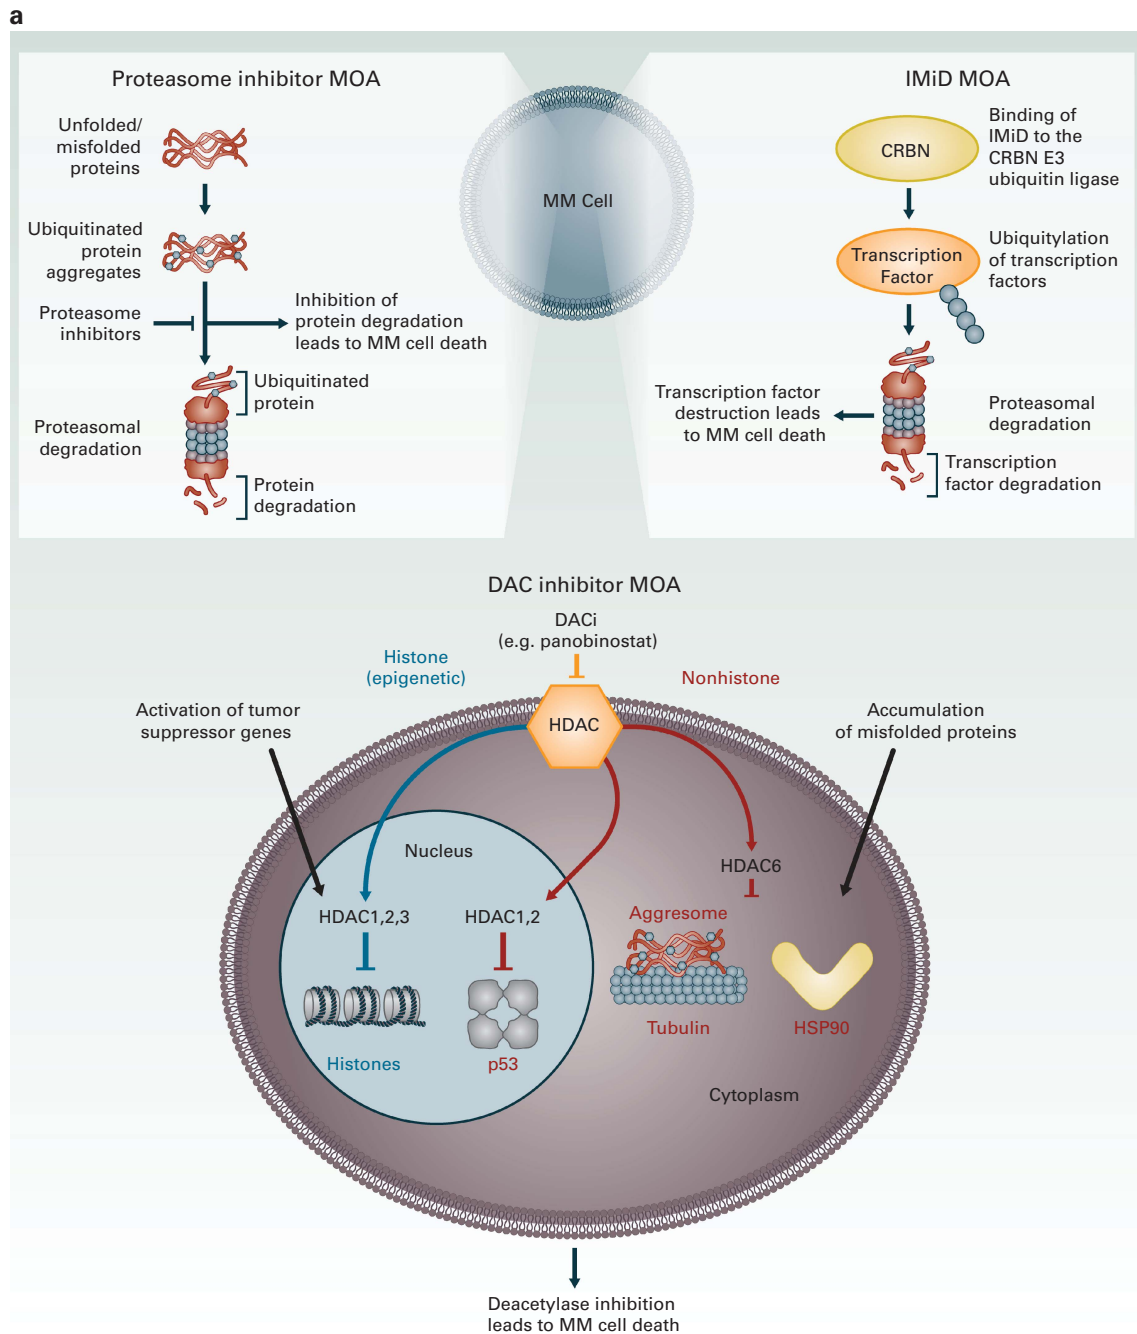 a
Proteasome inhibitor MOA
Unfolded/
misfolded
proteins
Ubiquitinated
protein
aggregates
Proteasome
inhibitors
Inhibition of
protein degradation
leads to MM cell death
Ubiquitinated
protein
Proteasomal
degradation
Protein
degradation
MM Cell
IMiD MOA
CRBN
Binding of
IMiD to the
CRBN E3
ubiquitin ligase
Transcription
Factor
Ubiquitylation
of transcription
factors
Transcription factor
destruction leads
to MM cell death
Proteasomal
degradation
Transcription
factor degradation
DAC inhibitor MOA
DACi
(e.g. panobinostat)
Histone
(epigenetic)
Nonhistone
HDAC
Activation of tumor
suppressor genes
Accumulation
of misfolded proteins
Nucleus
HDAC6
HDAC1,2,3
HDAC1,2
Aggresome
Tubulin
HSP90
Histones
p53
Cytoplasm
Deacetylase inhibition
leads to MM cell death